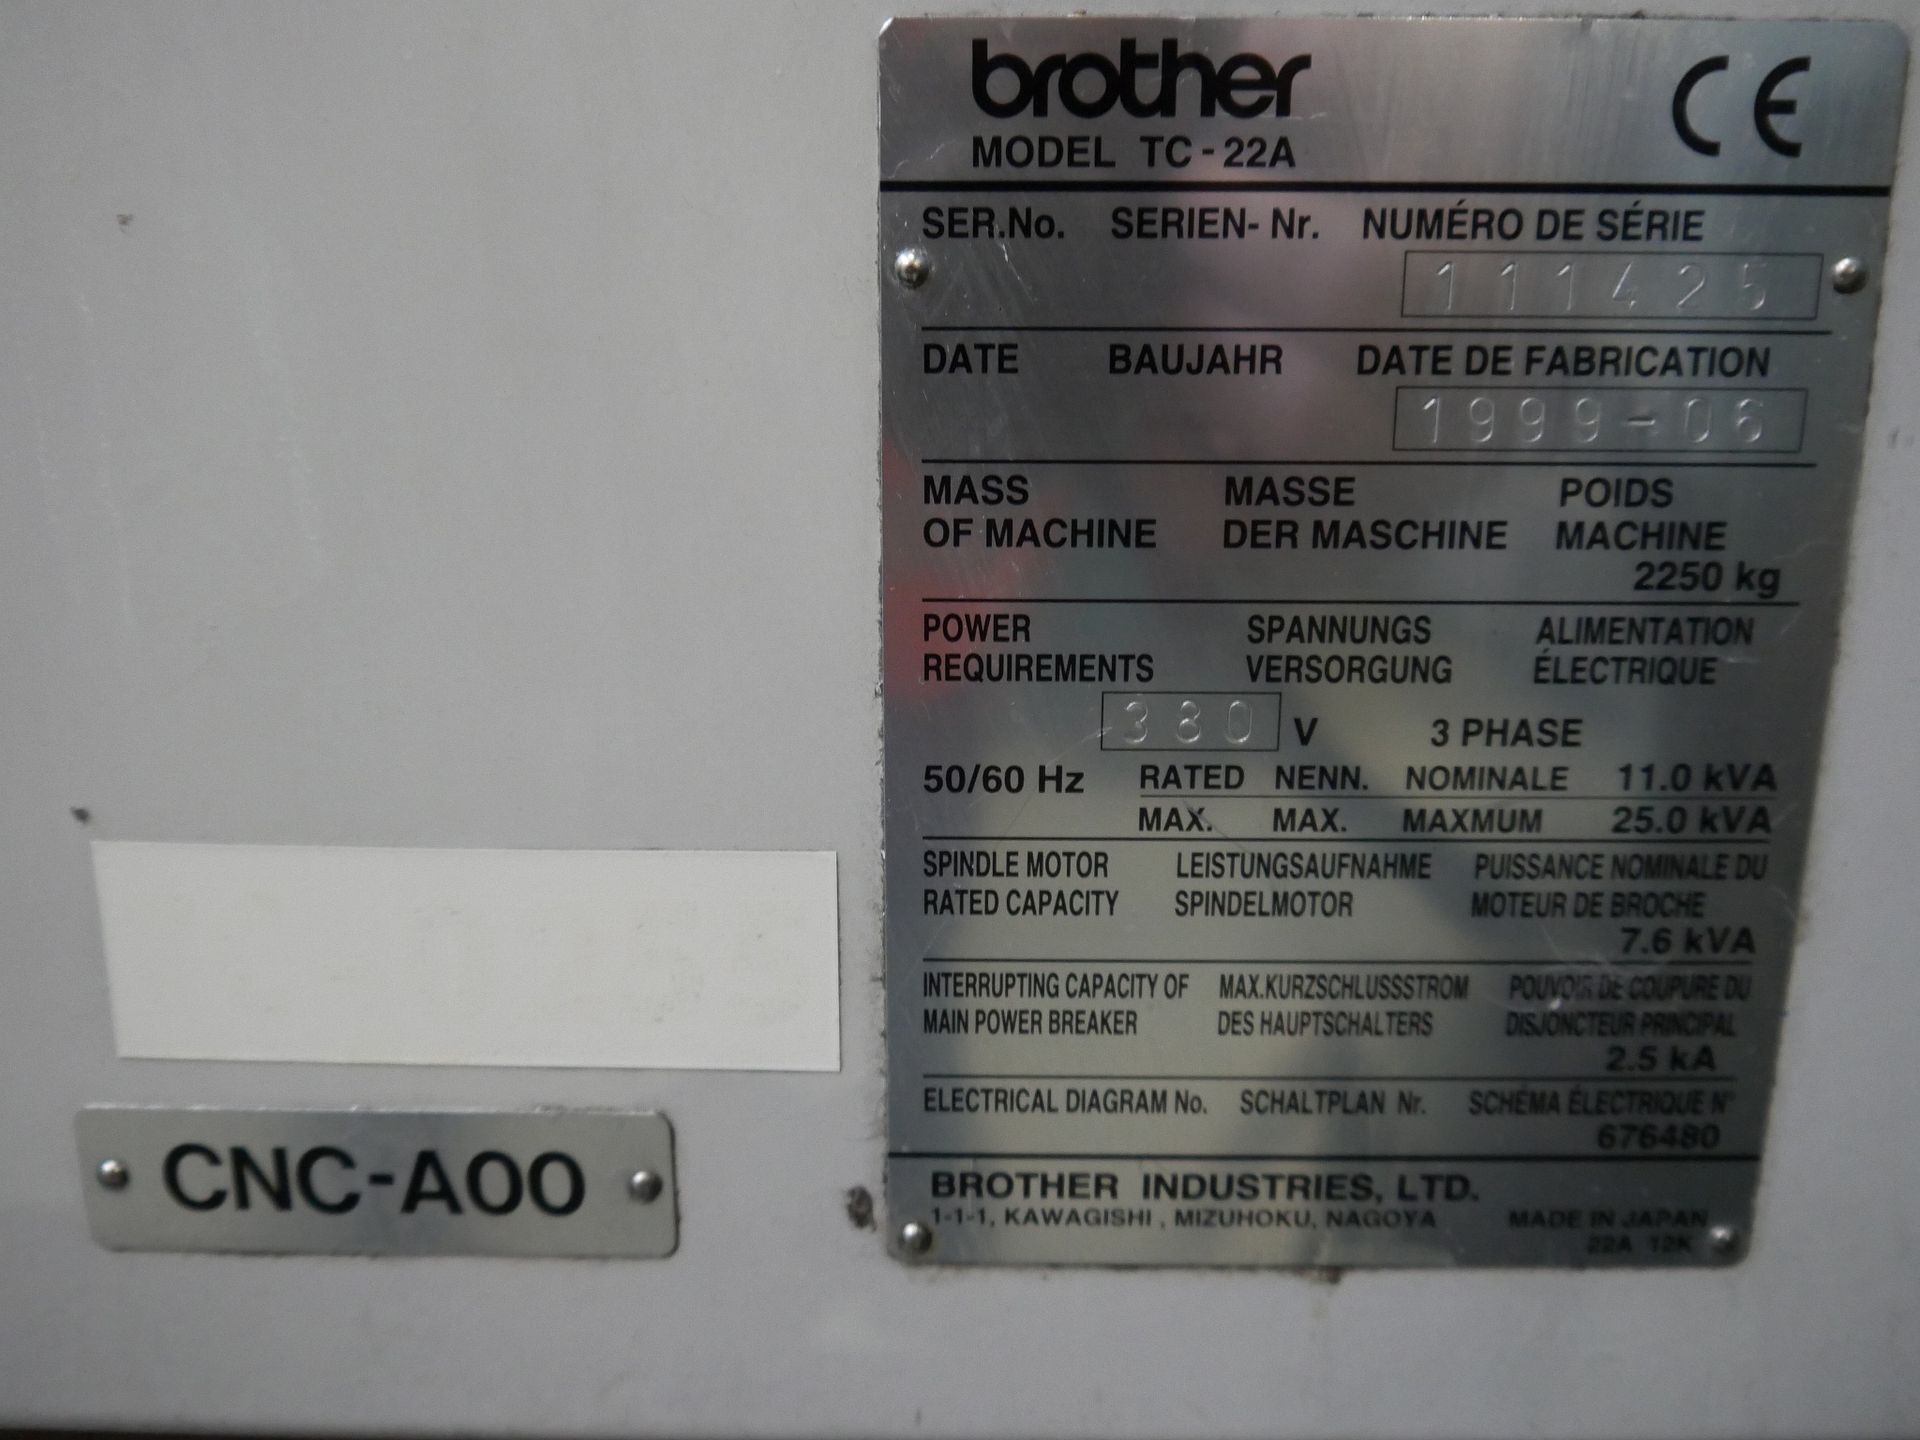 brother
CE
MODEL TC-22A
SER.No. SERIEN-Nr. NUMÉRO DE SÉRIE
111425
DATE BAUJAHR DATE DE FABRICATION
1999-06
MASS MASSE POIDS
OF MACHINE DER MASCHINE MACHINE
2250 kg
POWER SPANNUNGS ALIMENTATION
REQUIREMENTS VERSORGUNG ÉLECTRIQUE
380 V 3 PHASE
50/60 Hz RATED NENN. NOMINALE 11.0 kVA
MAX. MAX. MAXMUM 25.0 kVA
SPINDLE MOTOR LEISTUNGSAUFNAHME PUISSANCE NOMINALE DU
RATED CAPACITY SPINDELMOTOR MOTEUR DE BROCHE
7.6 kVA
INTERRUPTING CAPACITY OF MAX.KURZSCHLUSSSTROM POUVOIR DE COUPURE DU
MAIN POWER BREAKER DES HAUPTSCHALTERS DISJONCTEUR PRINCIPAL
2.5 kA
ELECTRICAL DIAGRAM No. SCHALTPLAN Nr. SCHÉMA ÉLECTRIQUE N°
676480
BROTHER INDUSTRIES, LTD.
1-1-1, KAWAGISHI, MIZUHOKU, NAGOYA MADE IN JAPAN
22A 12K
CNC-A00